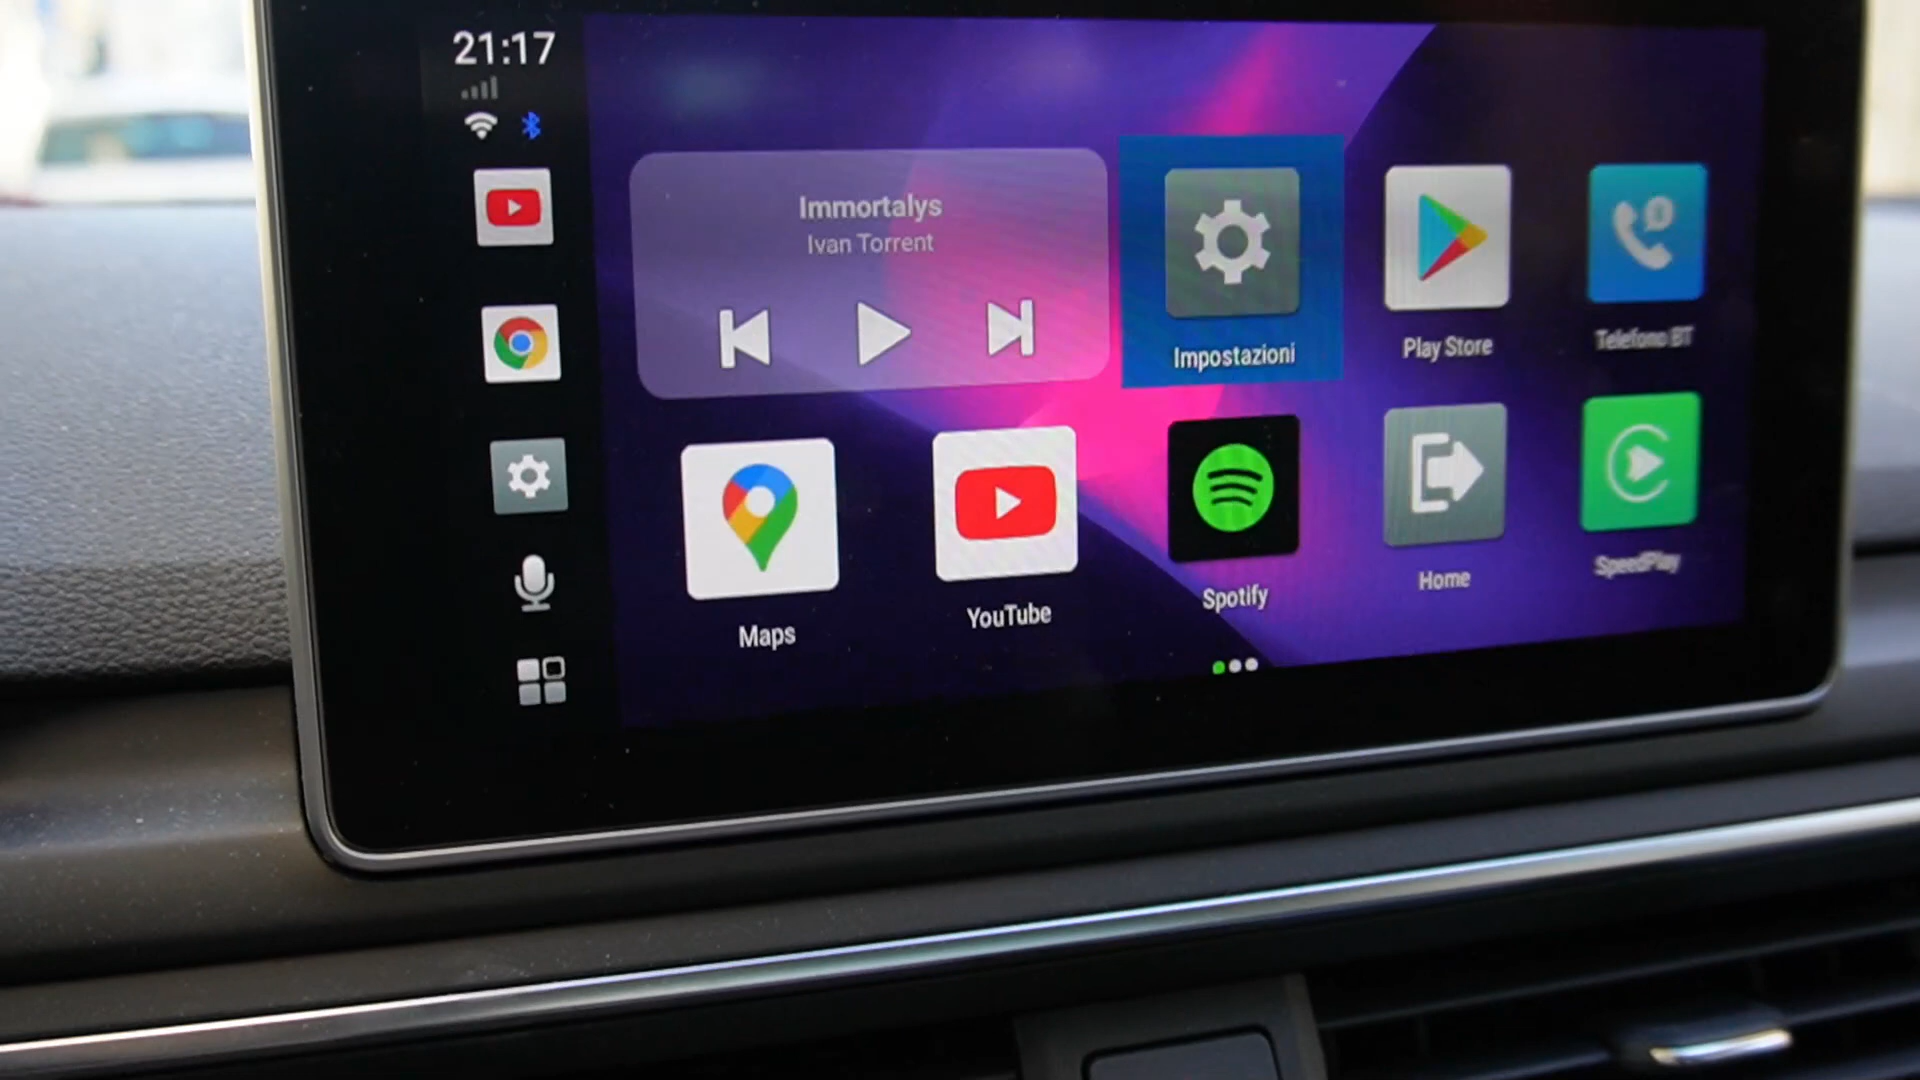 21:17
Immortalys
Ivan Torrent
Impostazioni
Play Store
Telefono BT
Maps
YouTube
Spotify
Home
SpeedPlay